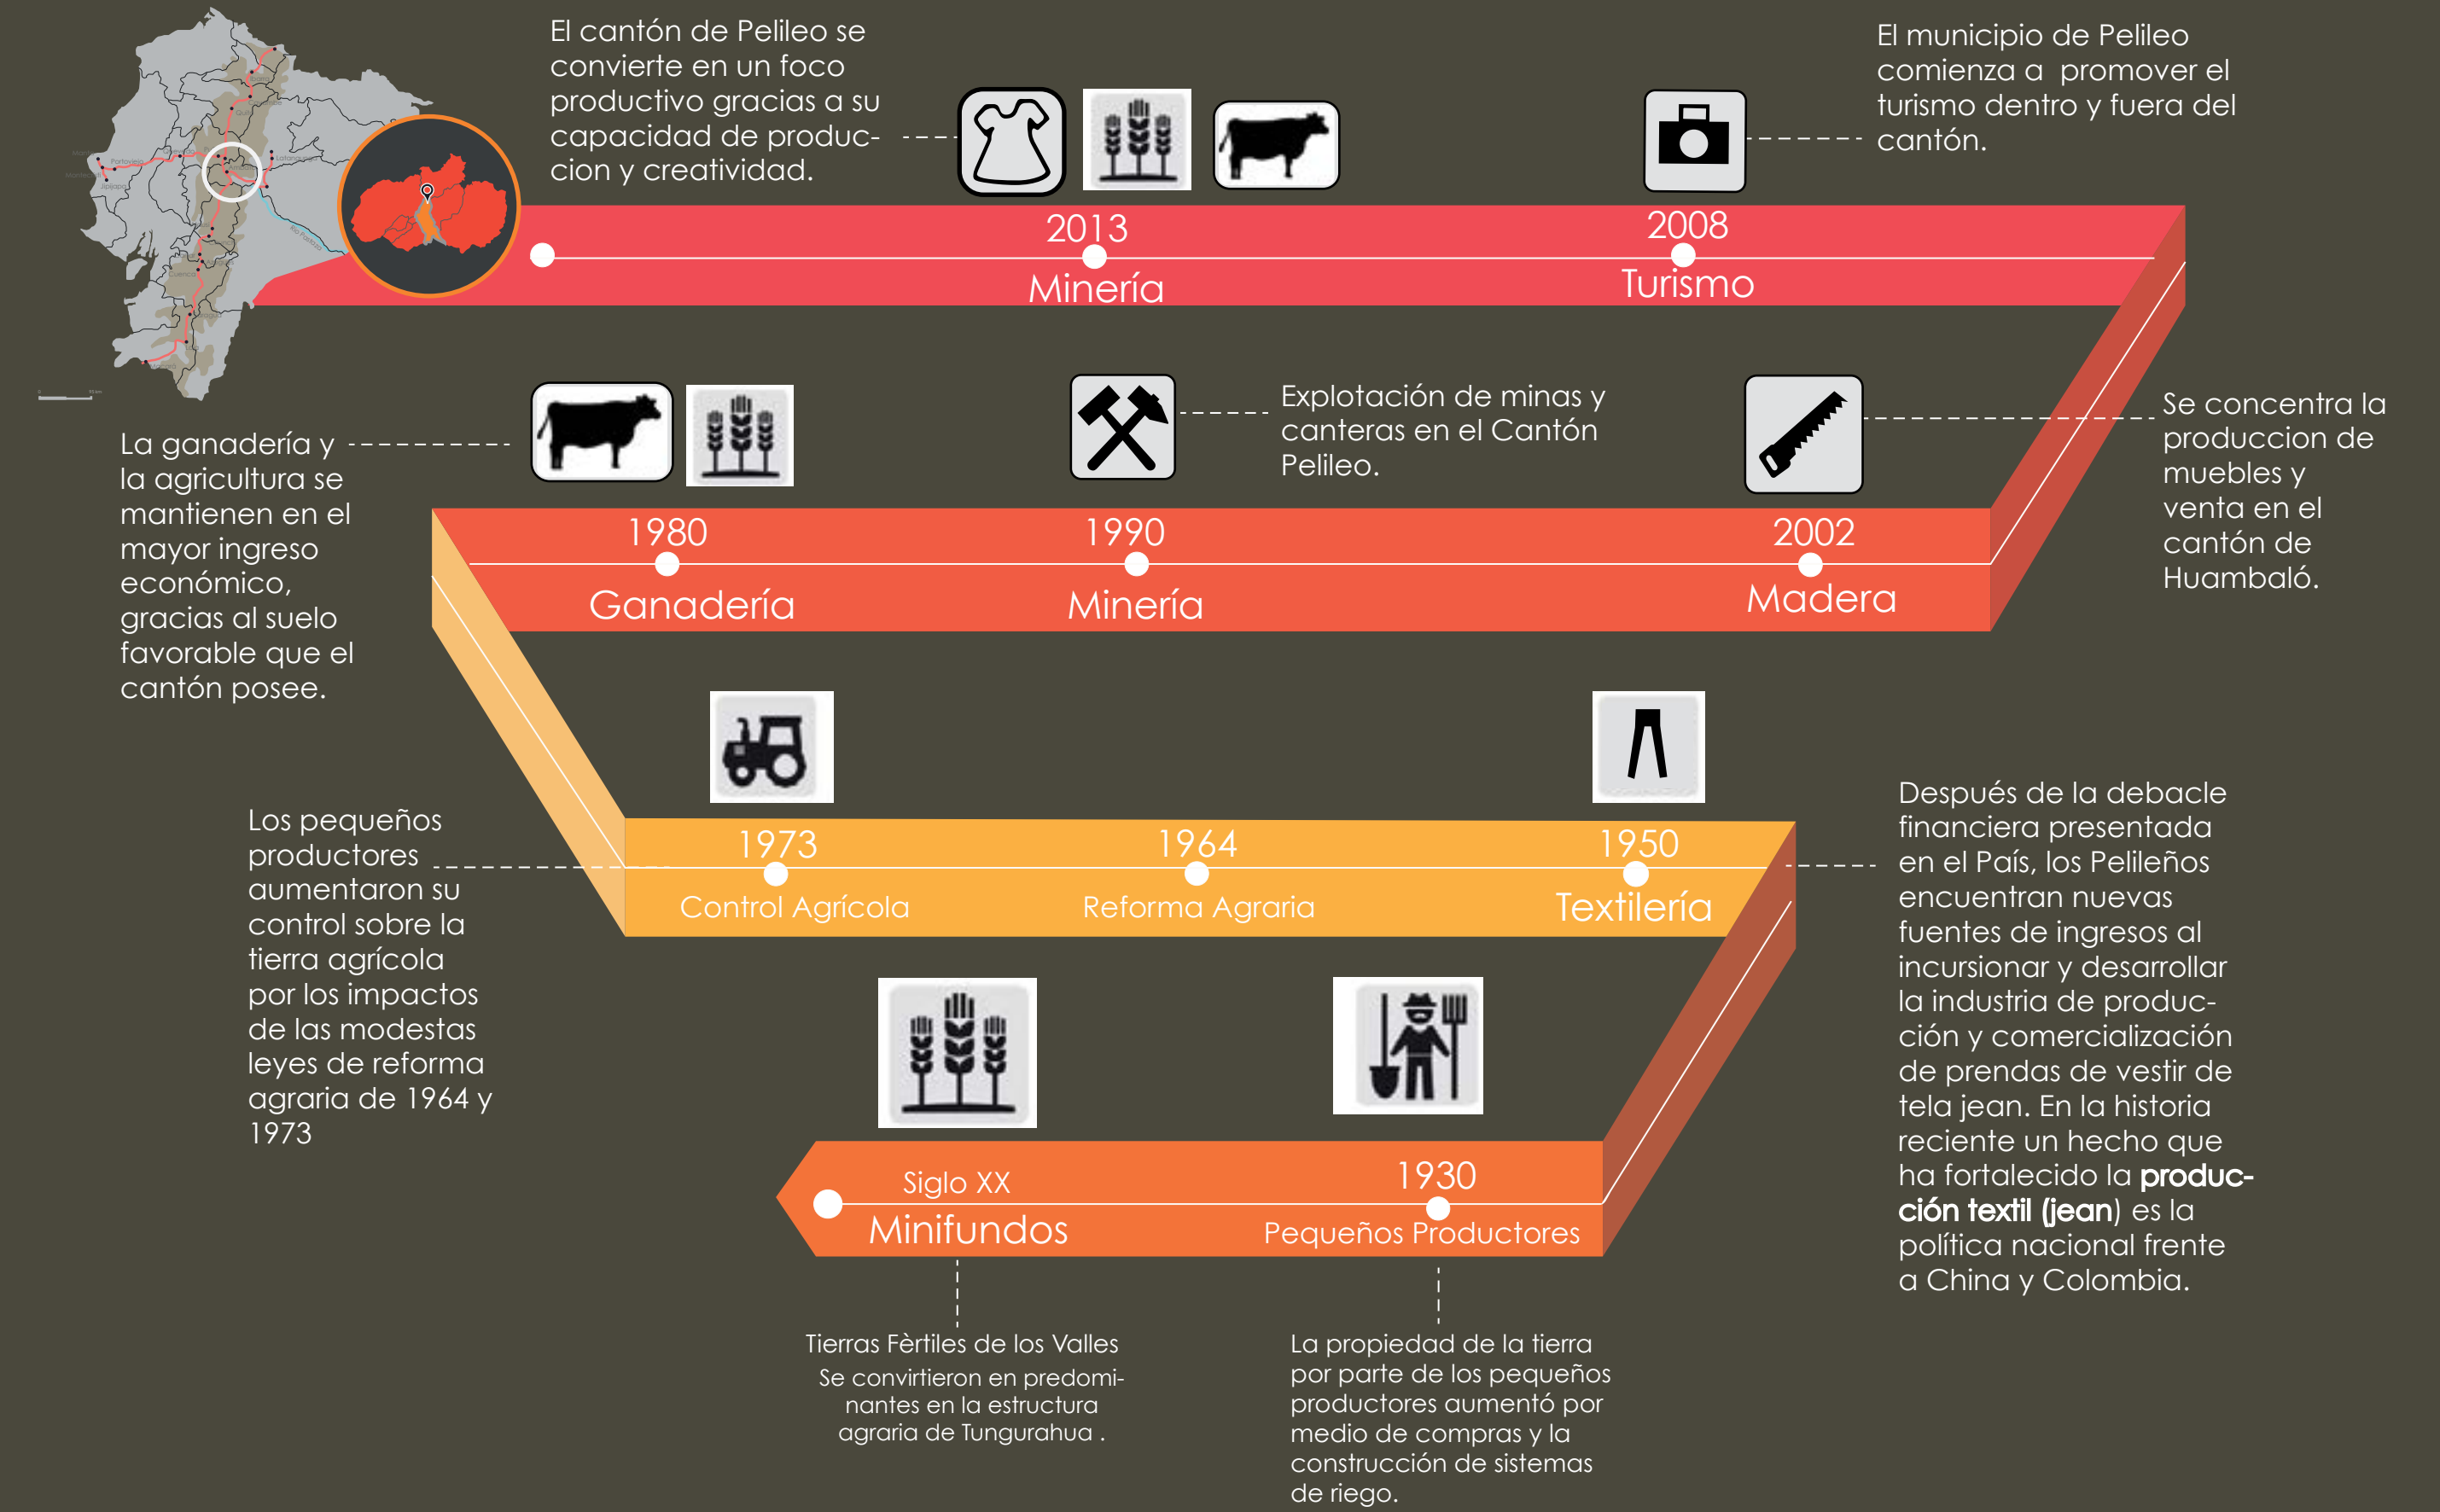 El cantón de Pelileo se
convierte en un foco
productivo gracias a su
capacidad de produc-
cion y creatividad.
El municipio de Pelileo
comienza a  promover el
turismo dentro y fuera del
cantón.
2013
Minería
2008
Turismo
Portoviejo
Jipijapa
Cuenca
Río Pastaza
La ganadería y
la agricultura se
mantienen en el
mayor ingreso
económico,
gracias al suelo
favorable que el
cantón posee.
Explotación de minas y
canteras en el Cantón
Pelileo.
Se concentra la
produccion de
muebles y
venta en el
cantón de
Huambaló.
1980
Ganadería
1990
Minería
2002
Madera
Los pequeños
productores
aumentaron su
control sobre la
tierra agrícola
por los impactos
de las modestas
leyes de reforma
agraria de 1964 y
1973
1973
Control Agrícola
1964
Reforma Agraria
1950
Textilería
Después de la debacle
financiera presentada
en el País, los Pelileños
encuentran nuevas
fuentes de ingresos al
incursionar y desarrollar
la industria de produc-
ción y comercialización
de prendas de vestir de
tela jean. En la historia
reciente un hecho que
ha fortalecido la produc-
ción textil (jean) es la
política nacional frente
a China y Colombia.
Siglo XX
Minifundos
1930
Pequeños Productores
Tierras Fèrtiles de los Valles
Se convirtieron en predomi-
nantes en la estructura
agraria de Tungurahua .
La propiedad de la tierra
por parte de los pequeños
productores aumentó por
medio de compras y la
construcción de sistemas
de riego.